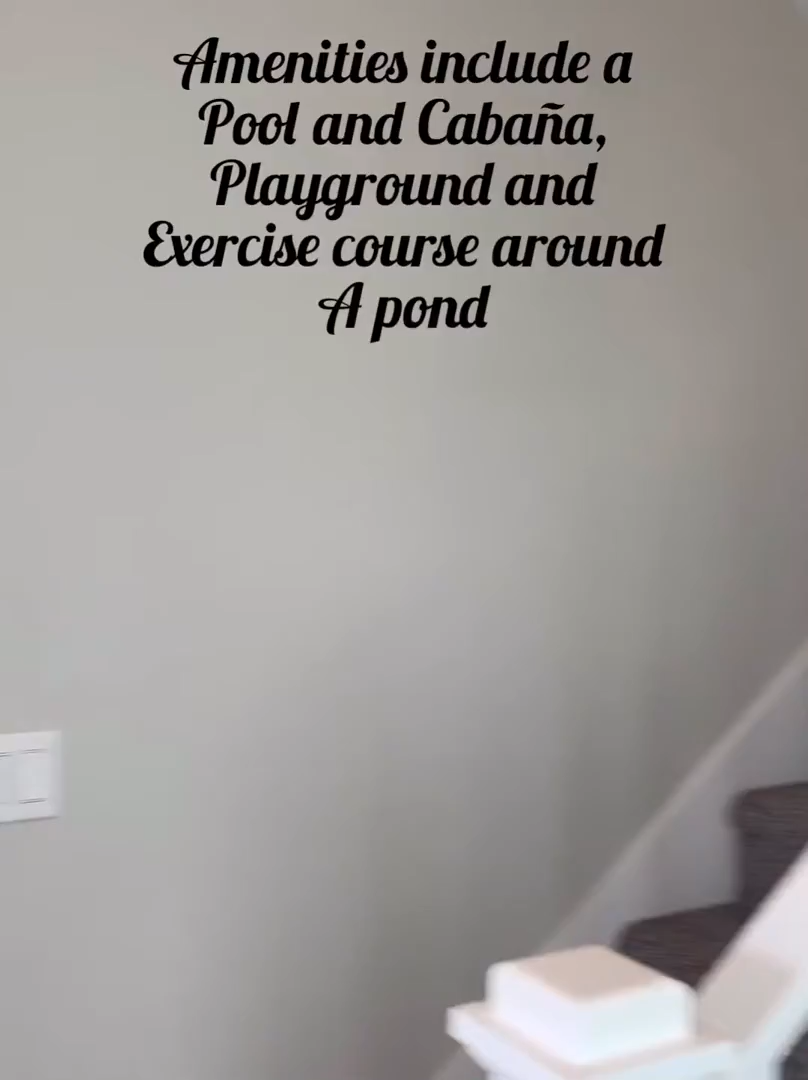 Amenities include a
Pool and Cabaña,
Playground and
Exercise course around
A pond